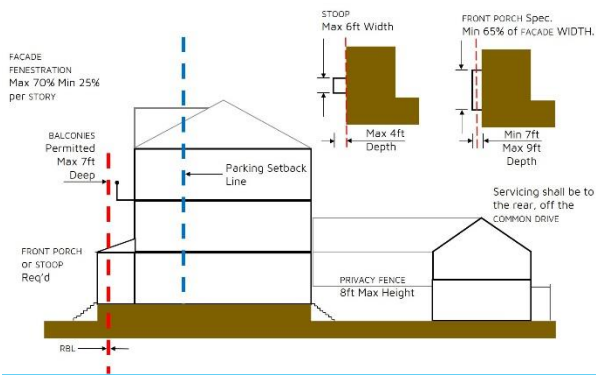 STOOP
Max 6ft Width
FRONT PORCH Spec.
Min 65% of FACADE WIDTH.
FACADE
FENESTRATION
Max 70% Min 25%
per STORY
BALCONIES
Permitted
Max 7ft
Deep
Max 4ft
Depth
Min 7ft
Max 9ft
Depth
Parking Setback
Line
Servicing shall be to
the rear, off the
COMMON DRIVE
FRONT PORCH
or STOOP
Req'd
PRIVACY FENCE
8ft Max Height
RBL